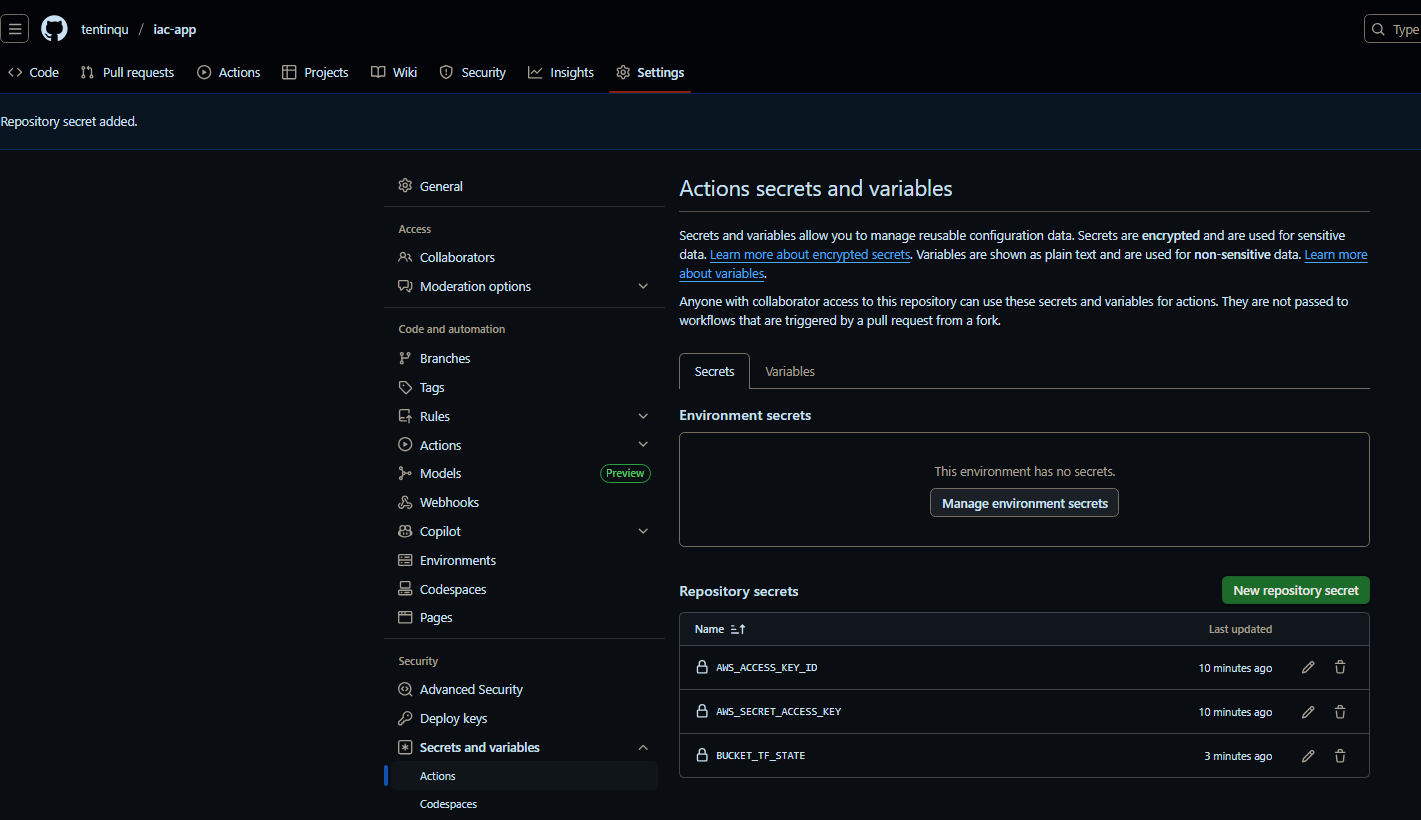 tentinqu / iac-app
Type
Code Pull requests Actions Projects Wiki Security Insights Settings
Repository secret added.
General
Access
Collaborators
Moderation options
Code and automation
Branches
Tags
Rules
Actions
Models Preview
Webhooks
Copilot
Environments
Codespaces
Pages
Security
Advanced Security
Deploy keys
Secrets and variables
Actions
Codespaces
Actions secrets and variables
Secrets and variables allow you to manage reusable configuration data. Secrets are encrypted and are used for sensitive
data. Learn more about encrypted secrets. Variables are shown as plain text and are used for non-sensitive data. Learn more
about variables.
Anyone with collaborator access to this repository can use these secrets and variables for actions. They are not passed to
workflows that are triggered by a pull request from a fork.
Secrets Variables
Environment secrets
This environment has no secrets.
Manage environment secrets
Repository secrets New repository secret
Name Last updated
AWS_ACCESS_KEY_ID 10 minutes ago
AWS_SECRET_ACCESS_KEY 10 minutes ago
BUCKET_TF_STATE 3 minutes ago